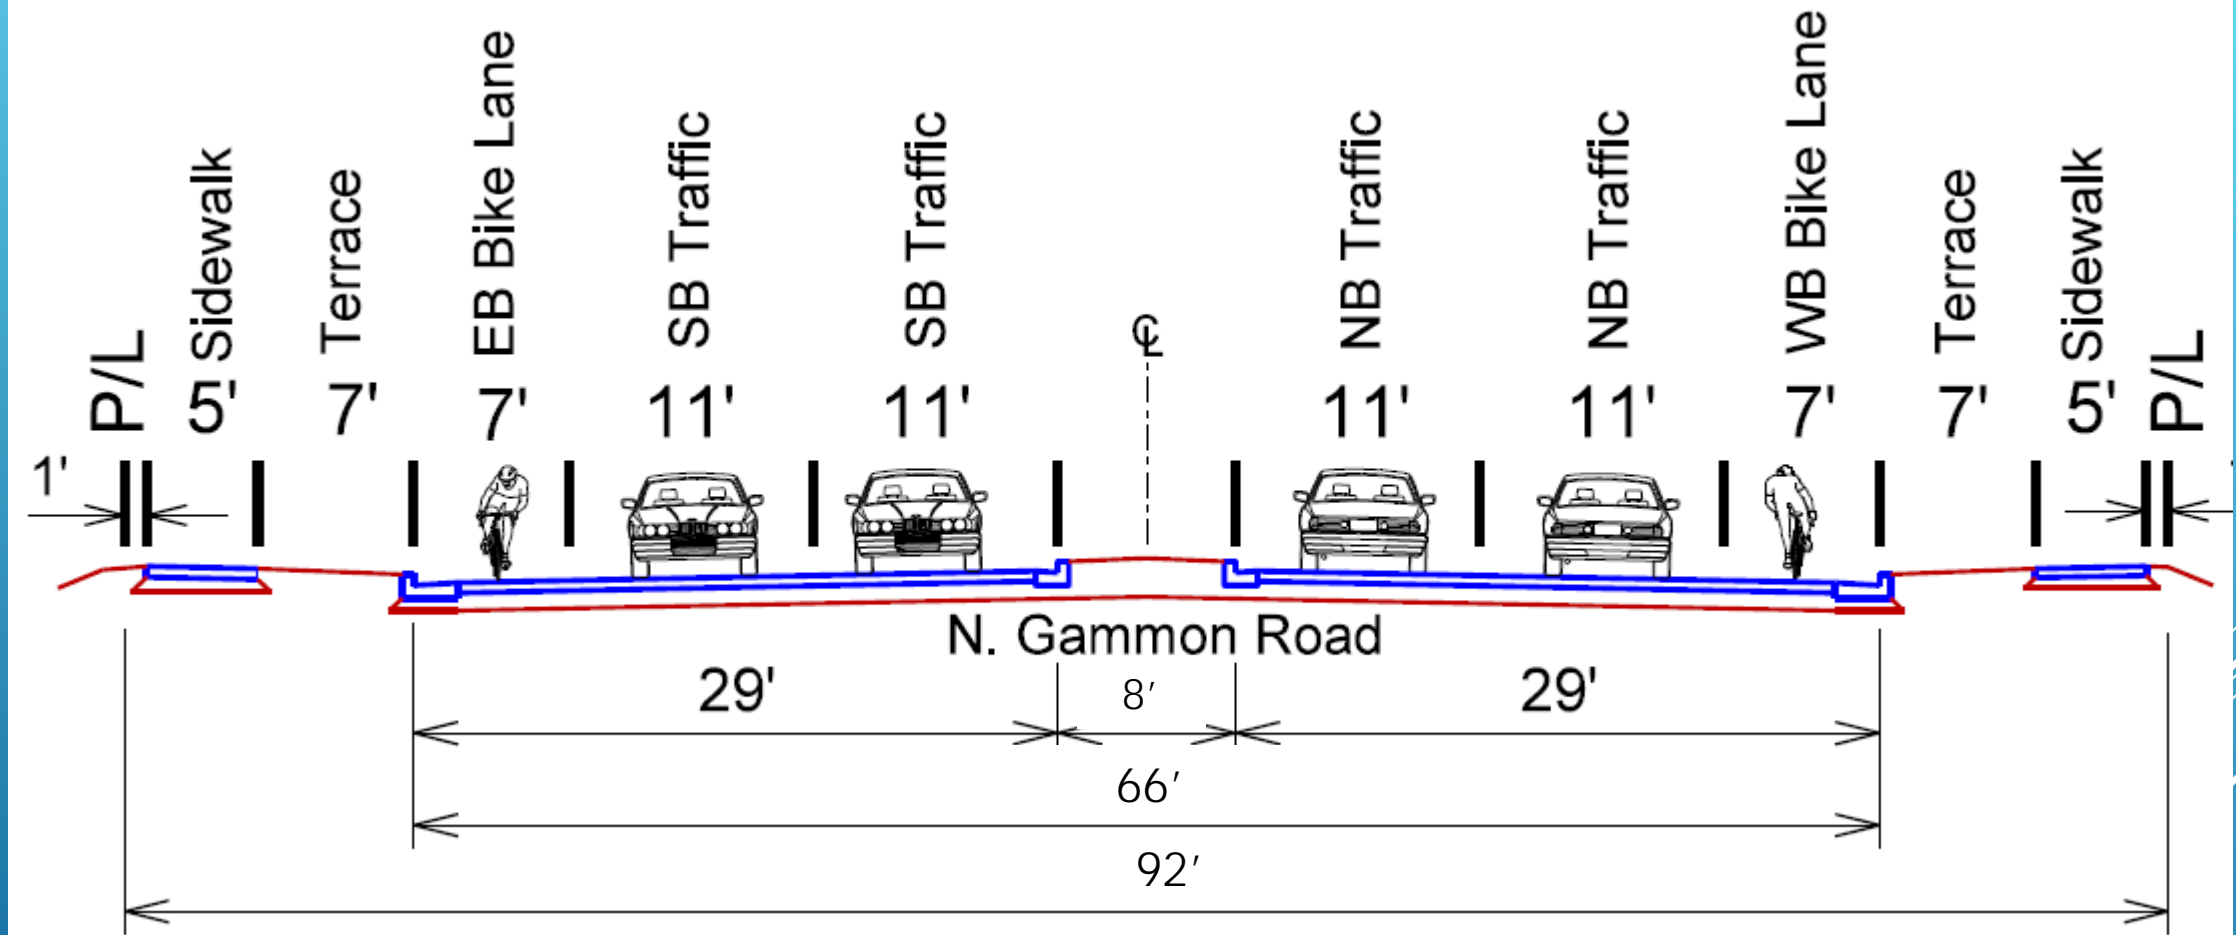 P/L
Sidewalk
Terrace
EB Bike Lane
SB Traffic
SB Traffic
℄
NB Traffic
NB Traffic
WB Bike Lane
Terrace
Sidewalk
P/L
5' 7' 7' 11' 11' 11' 11' 7' 7' 5'
1'
N. Gammon Road
29' 8' 29'
66'
92'